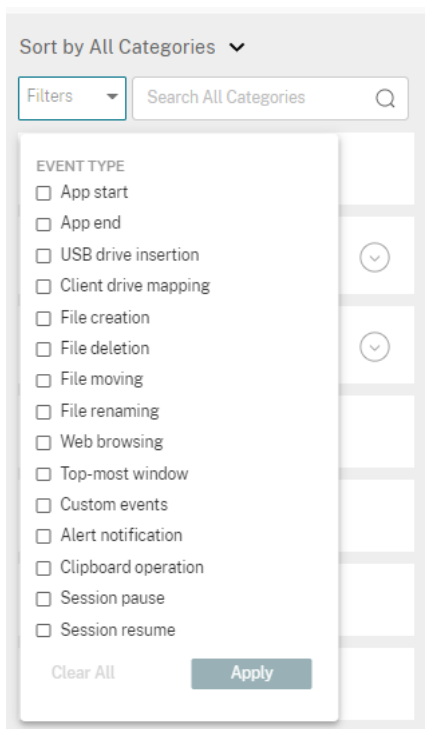 Sort by All Categories
Filters
Search All Categories
EVENT TYPE
App start
App end
USB drive insertion
Client drive mapping
File creation
File deletion
File moving
File renaming
Web browsing
Top-most window
Custom events
Alert notification
Clipboard operation
Session pause
Session resume
Clear All
Apply